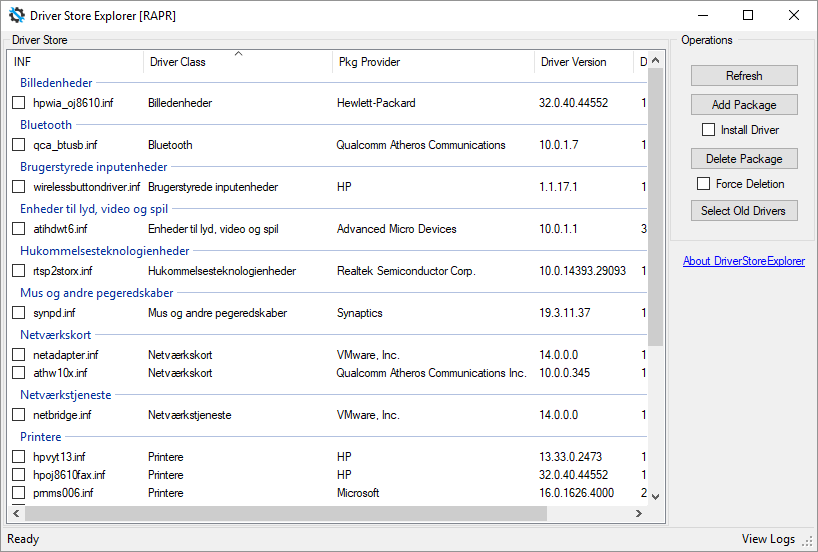 Driver Store Explorer [RAPR]
Driver Store
INF Driver Class Pkg Provider Driver Version D
Billedenheder
hpwia_oj8610.inf Billedenheder Hewlett-Packard 32.0.40.44552 1
Bluetooth
qca_btusb.inf Bluetooth Qualcomm Atheros Communications 10.0.1.7 1
Brugerstyrede inputenheder
wirelessbuttondriver.inf Brugerstyrede inputenheder HP 1.1.17.1 1
Enheder til lyd, video og spil
atihdwt6.inf Enheder til lyd, video og spil Advanced Micro Devices 10.0.1.1 3
Hukommelsesteknologienheder
rtsp2storx.inf Hukommelsesteknologienheder Realtek Semiconductor Corp. 10.0.14393.29093 1
Mus og andre pegeredskaber
synpd.inf Mus og andre pegeredskaber Synaptics 19.3.11.37 1
Netværkskort
netadapter.inf Netværkskort VMware, Inc. 14.0.0.0 1
athw10x.inf Netværkskort Qualcomm Atheros Communications Inc. 10.0.0.345 1
Netværkstjeneste
netbridge.inf Netværkstjeneste VMware, Inc. 14.0.0.0 1
Printere
hpvyt13.inf Printere HP 13.33.0.2473 1
hpoj8610fax.inf Printere HP 32.0.40.44552 1
prnms006.inf Printere Microsoft 16.0.1626.4000 2
Operations
Refresh
Add Package
Install Driver
Delete Package
Force Deletion
Select Old Drivers
About DriverStoreExplorer
Ready
View Logs